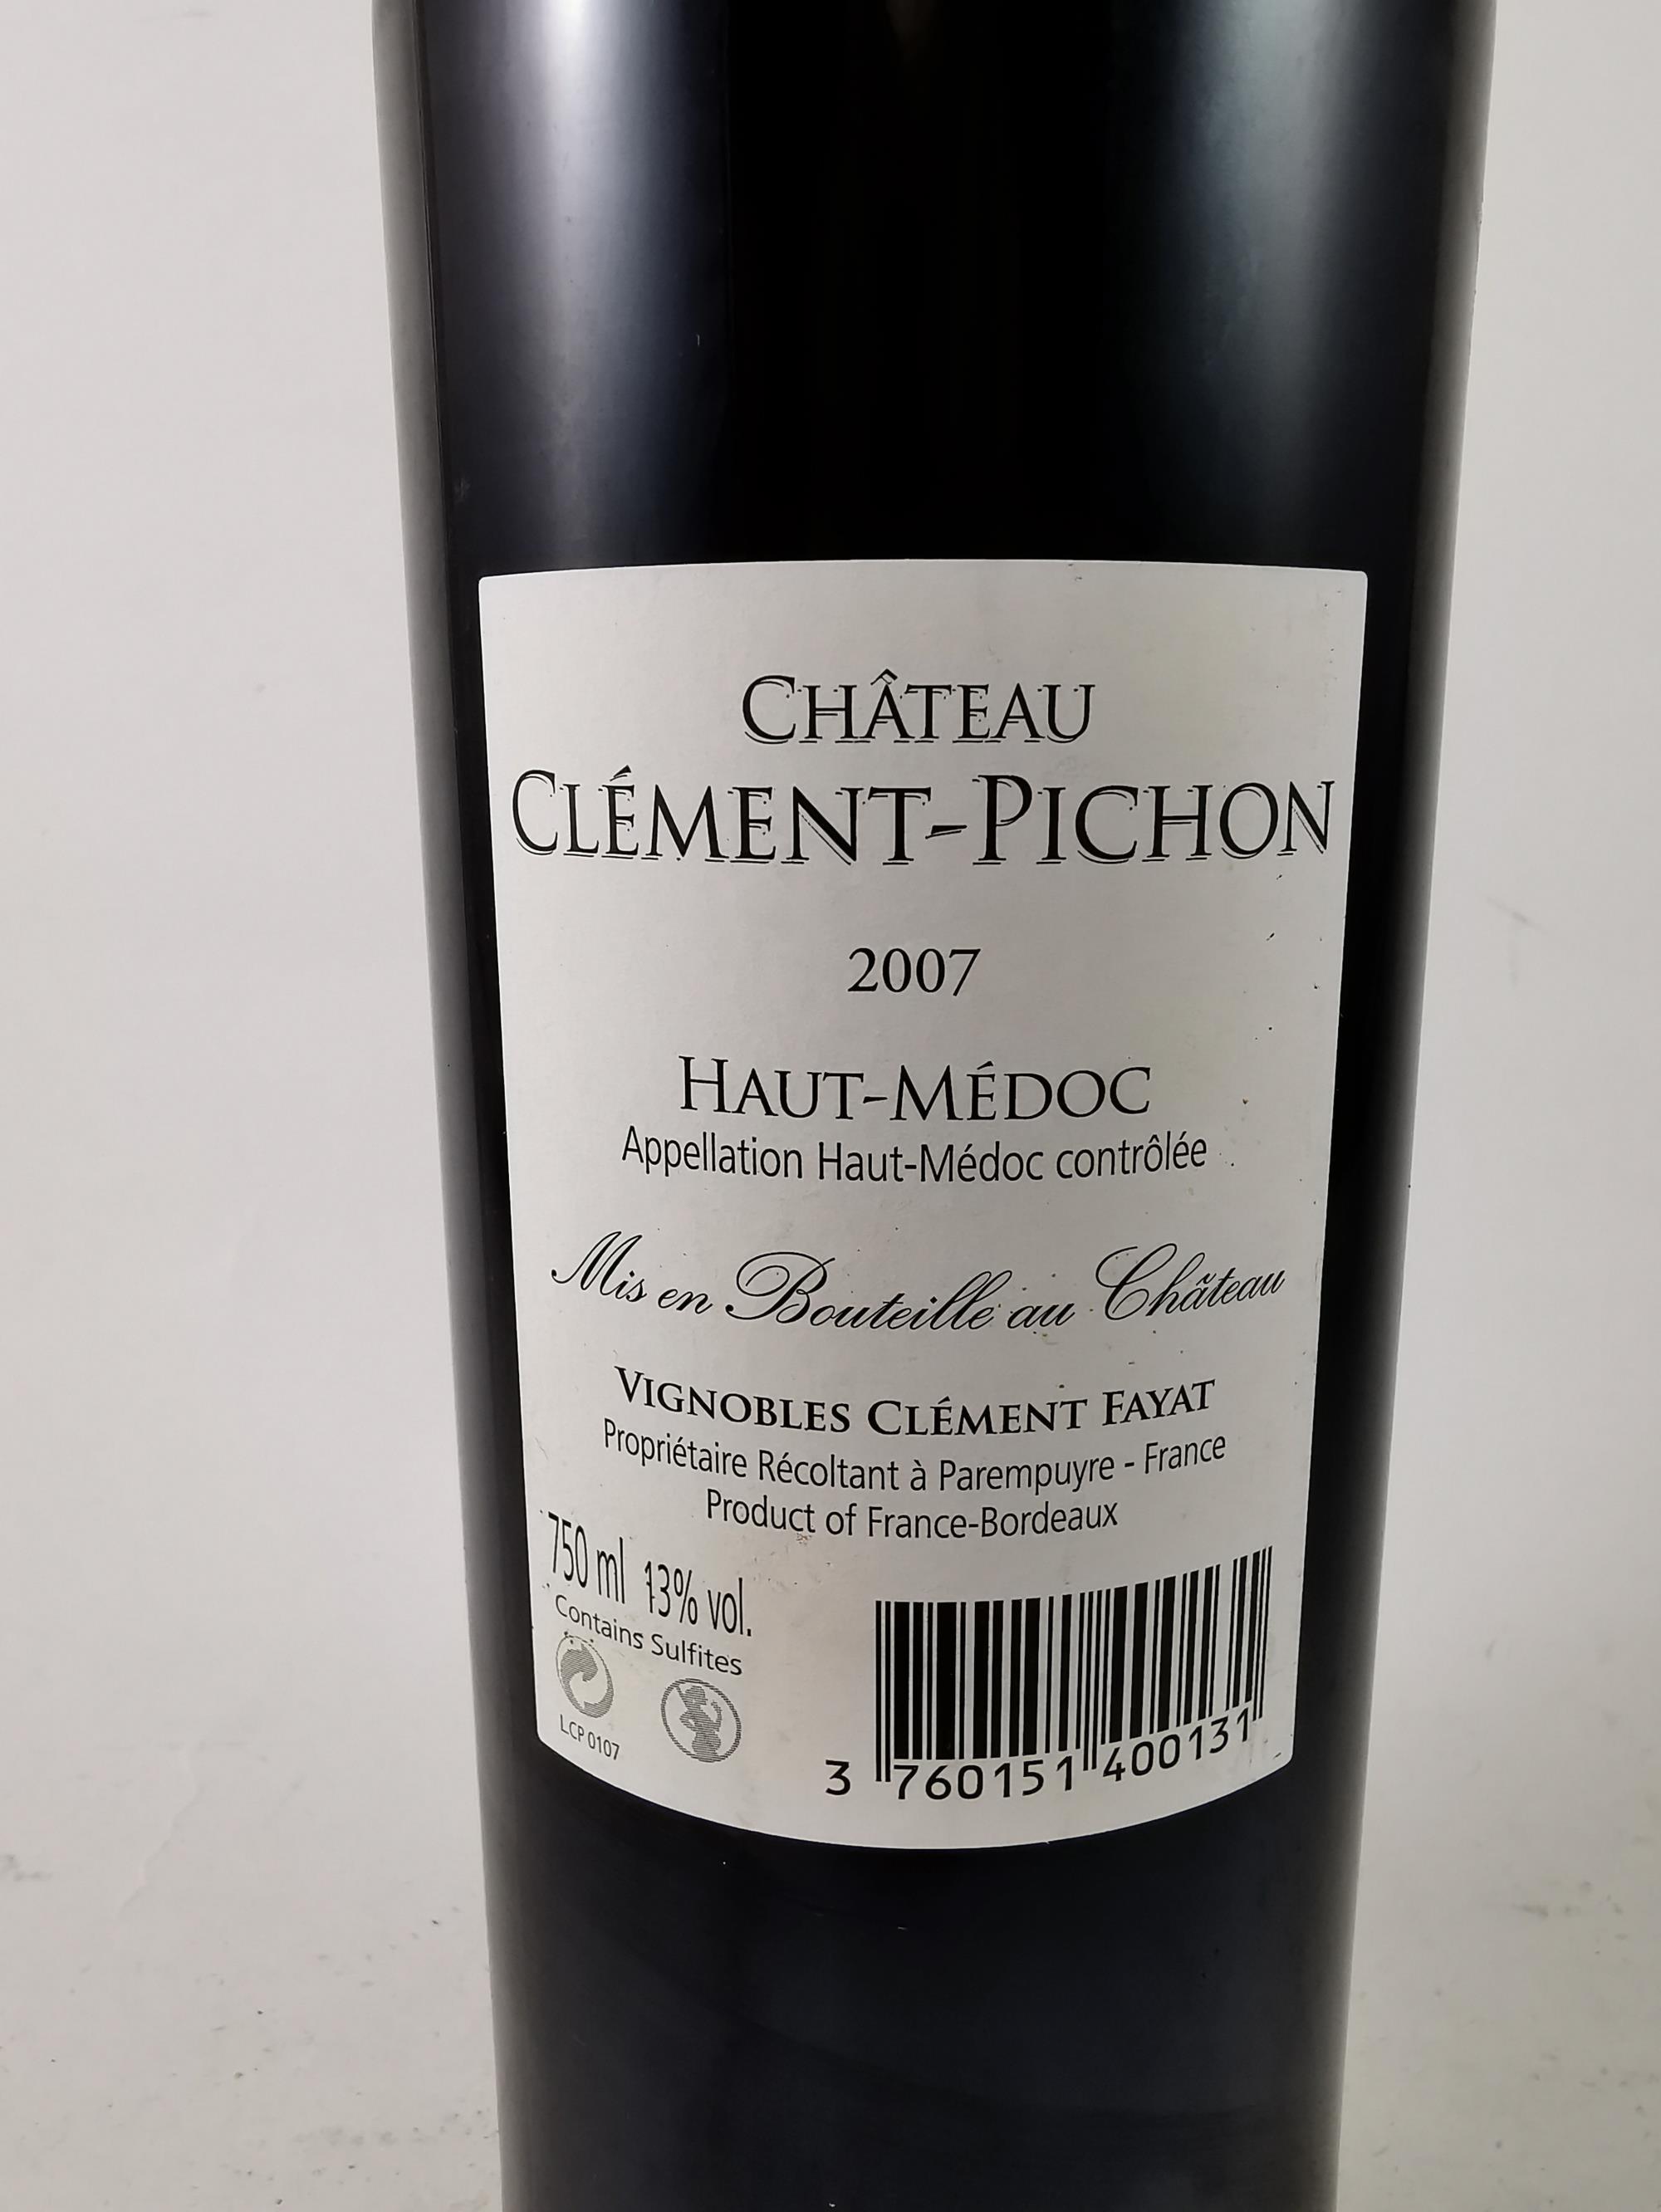 CHÂTEAU
CLÉMENT-PICHON
2007
HAUT-MÉDOC
Appellation Haut-Médoc contrôlée
Mis en Bouteille au Château
VIGNOBLES CLÉMENT FAYAT
Propriétaire Récoltant à Parempuyre - France
Product of France-Bordeaux
750 ml 13% vol.
Contains Sulfites
LCP 0107
3 760151 400131